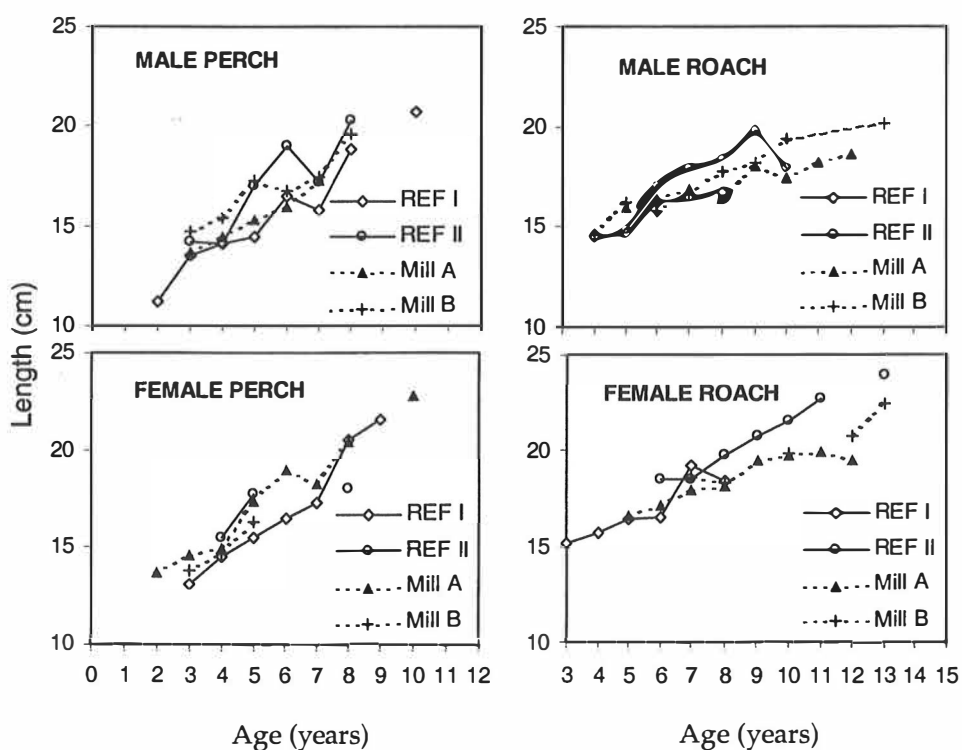 MALE PERCH
25
20
15
10
REF I
REF II
Mill A
Mill B
MALE ROACH
25
20
15
10
REF I
REF II
Mill A
Mill B
Length (cm)
FEMALE PERCH
25
20
15
10
REF I
REF II
Mill A
Mill B
0 1 2 3 4 5 6 7 8 9 10 11 12
Age (years)
FEMALE ROACH
25
20
15
10
REF I
REF II
Mill A
Mill B
3 4 5 6 7 8 9 10 11 12 13 14 15
Age (years)